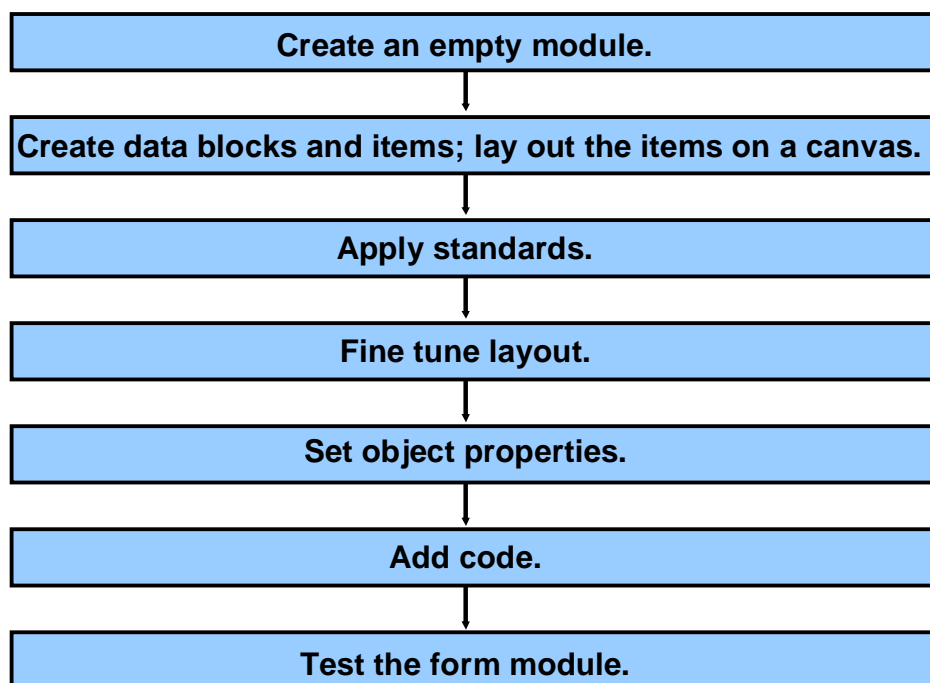 Create an empty module.
Create data blocks and items; lay out the items on a canvas.
Apply standards.
Fine tune layout.
Set object properties.
Add code.
Test the form module.